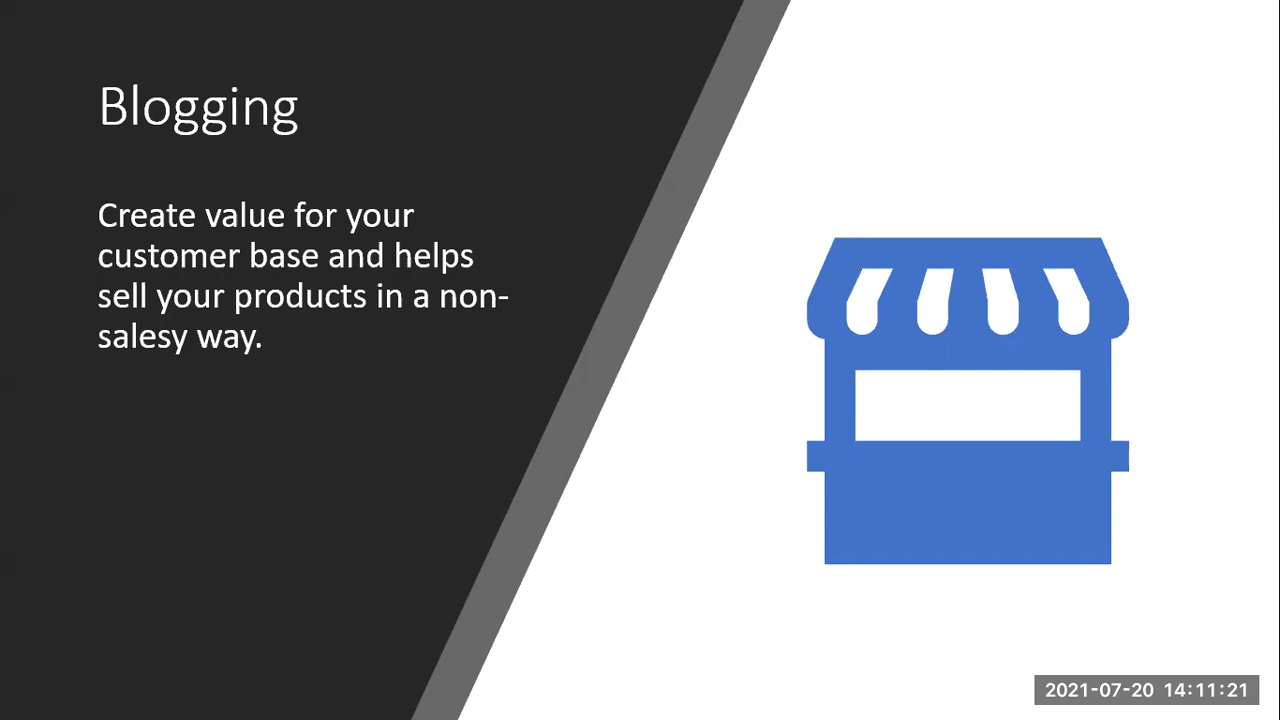 Blogging
Create value for your
customer base and helps
sell your products in a non-
salesy way.
2021-07-20 14:11:21